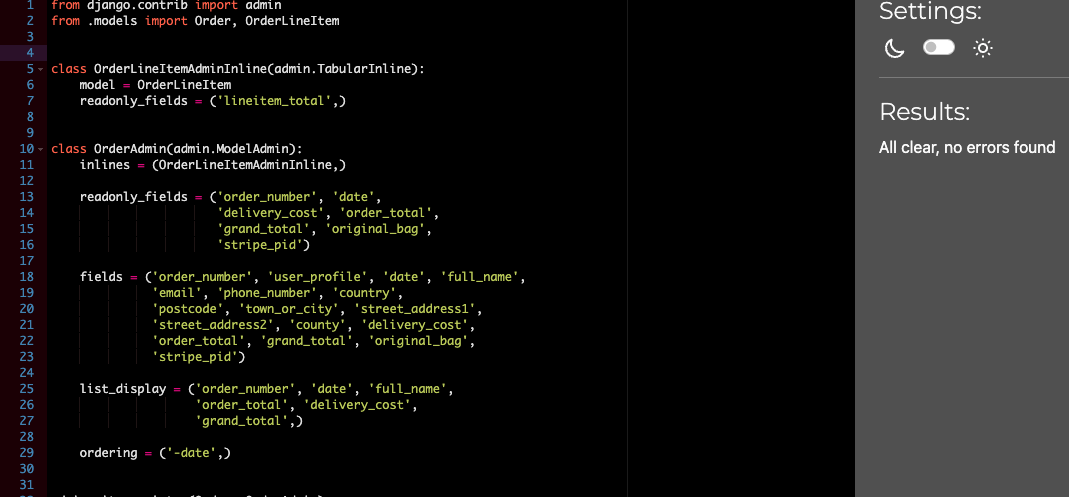 1 from django.contrib import admin
2 from .models import Order, OrderLineItem
3
4
5 class OrderLineItemAdminInline(admin.TabularInline):
6     model = OrderLineItem
7     readonly_fields = ('lineitem_total',)
8
9
10 class OrderAdmin(admin.ModelAdmin):
11     inlines = (OrderLineItemAdminInline,)
12
13     readonly_fields = ('order_number', 'date',
14                        'delivery_cost', 'order_total',
15                        'grand_total', 'original_bag',
16                        'stripe_pid')
17
18     fields = ('order_number', 'user_profile', 'date', 'full_name',
19               'email', 'phone_number', 'country',
20               'postcode', 'town_or_city', 'street_address1',
21               'street_address2', 'county', 'delivery_cost',
22               'order_total', 'grand_total', 'original_bag',
23               'stripe_pid')
24
25     list_display = ('order_number', 'date', 'full_name',
26                     'order_total', 'delivery_cost',
27                     'grand_total',)
28
29     ordering = ('-date',)
30
31
Settings:
Results:
All clear, no errors found